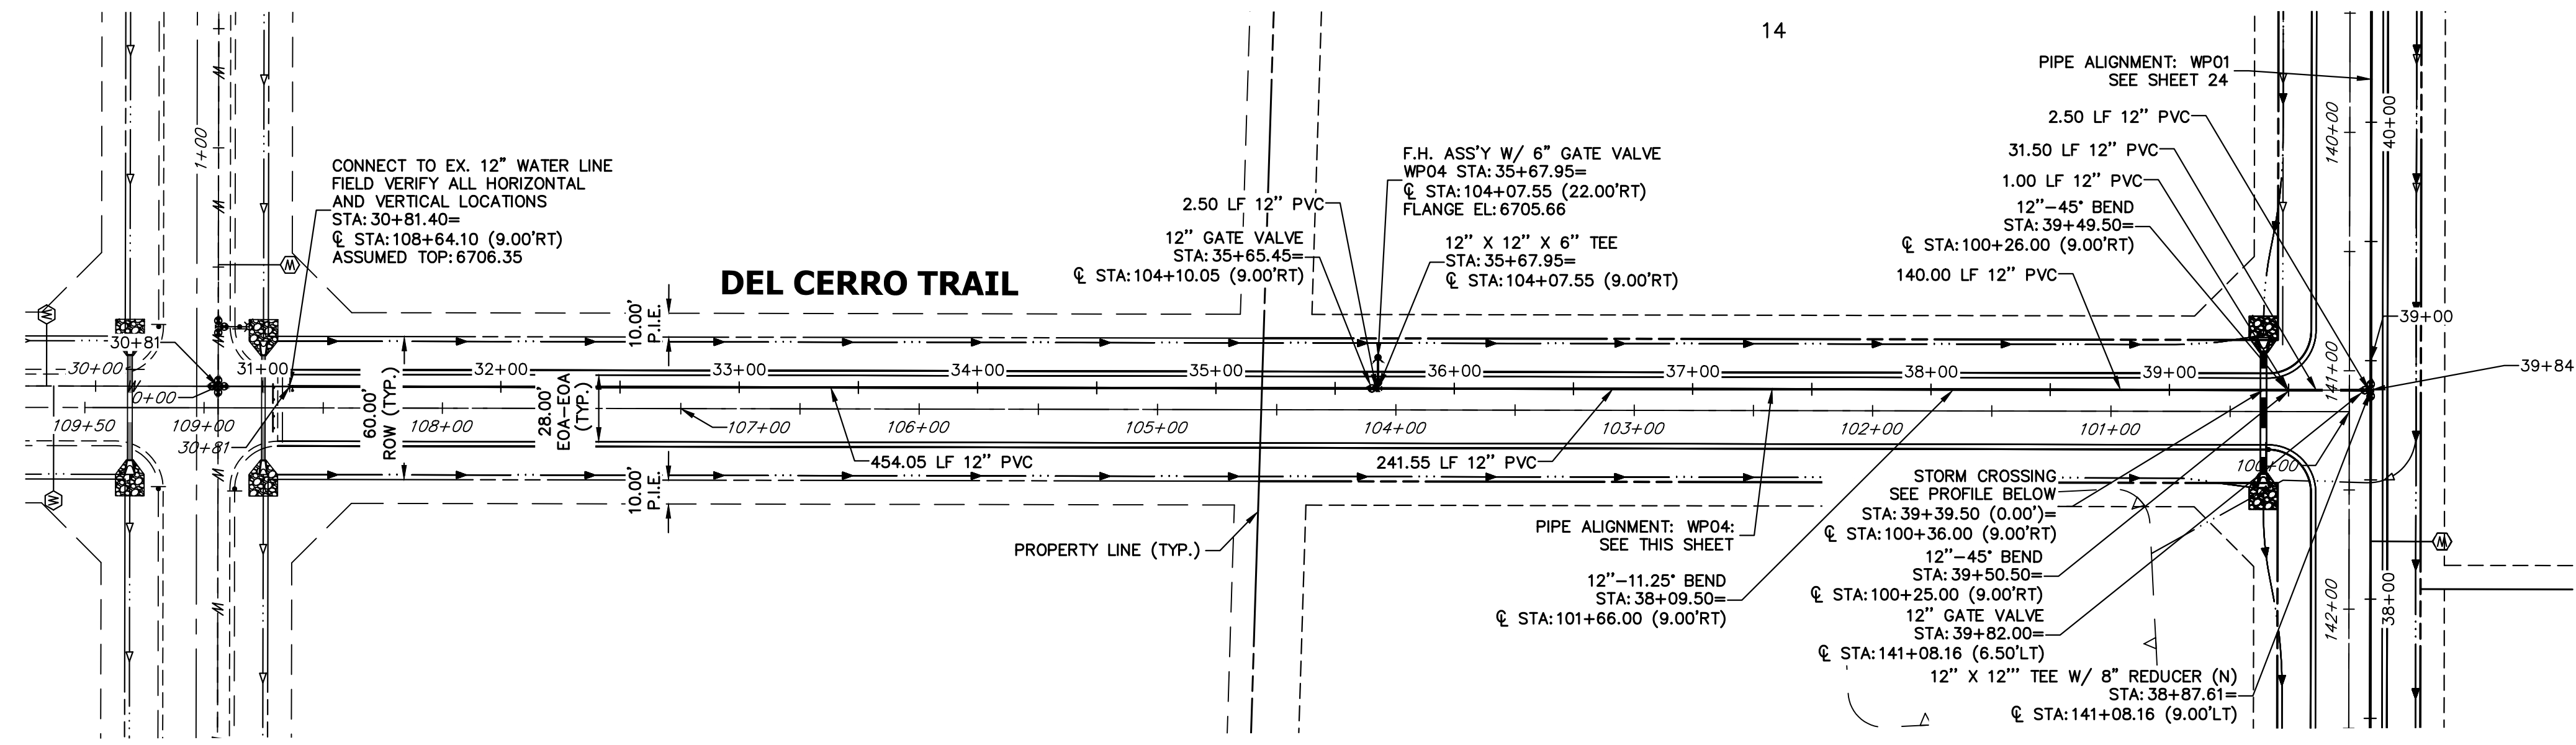 14
PIPE ALIGNMENT: WP01
SEE SHEET 24
2.50 LF 12" PVC
31.50 LF 12" PVC
1.00 LF 12" PVC
12"-45° BEND
STA:39+49.50=
℄ STA:100+26.00 (9.00'RT)
140.00 LF 12" PVC
140+00
40+00
1+00
CONNECT TO EX. 12" WATER LINE
FIELD VERIFY ALL HORIZONTAL
AND VERTICAL LOCATIONS
STA:30+81.40=
℄ STA:108+64.10 (9.00'RT)
ASSUMED TOP:6706.35
W
W
W
W
DEL CERRO TRAIL
2.50 LF 12" PVC
12" GATE VALVE
STA:35+65.45=
℄ STA:104+10.05 (9.00'RT)
F.H. ASS'Y W/ 6" GATE VALVE
WP04 STA:35+67.95=
℄ STA:104+07.55 (22.00'RT)
FLANGE EL:6705.66
12" X 12" X 6" TEE
STA:35+67.95=
℄ STA:104+07.55 (9.00'RT)
10.00'
P.I.E.
30+81
30+00
31+00
32+00
33+00
34+00
35+00
36+00
37+00
38+00
39+00
141+00
39+00
39+84
0+00
60.00'
ROW (TYP.)
28.00'
EOA-EOA
(TYP.)
109+50
109+00
30+81
108+00
107+00
106+00
105+00
104+00
103+00
102+00
101+00
100+00
454.05 LF 12" PVC
241.55 LF 12" PVC
10.00'
P.I.E.
PROPERTY LINE (TYP.)
PIPE ALIGNMENT: WP04:
SEE THIS SHEET
12"-11.25° BEND
STA:38+09.50=
℄ STA:101+66.00 (9.00'RT)
STORM CROSSING
SEE PROFILE BELOW
STA:39+39.50 (0.00')=
℄ STA:100+36.00 (9.00'RT)
12"-45° BEND
STA:39+50.50=
℄ STA:100+25.00 (9.00'RT)
12" GATE VALVE
STA:39+82.00=
℄ STA:141+08.16 (6.50'LT)
12" X 12'" TEE W/ 8" REDUCER (N)
STA:38+87.61=
℄ STA:141+08.16 (9.00'LT)
142+00
38+00